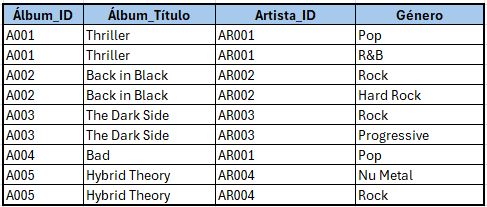 Álbum_ID Álbum_Título Artista_ID Género
A001 Thriller AR001 Pop
A001 Thriller AR001 R&B
A002 Back in Black AR002 Rock
A002 Back in Black AR002 Hard Rock
A003 The Dark Side AR003 Rock
A003 The Dark Side AR003 Progressive
A004 Bad AR001 Pop
A005 Hybrid Theory AR004 Nu Metal
A005 Hybrid Theory AR004 Rock